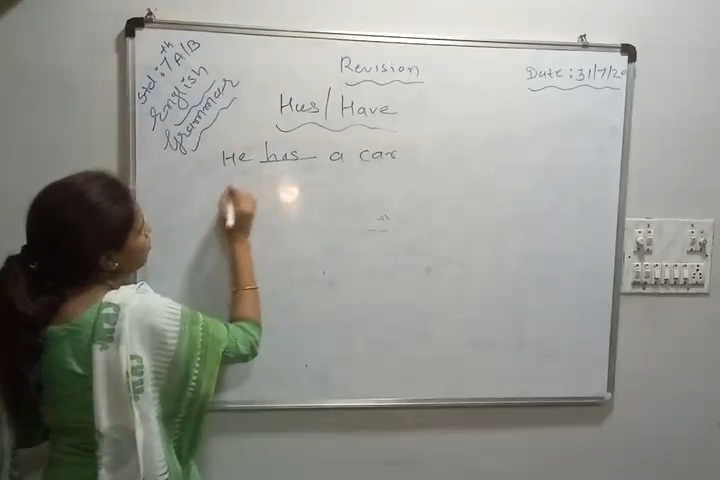 Std : 7th A/B
English
Grammar
Revision
Date : 31/7/20
Has/Have
He has a car